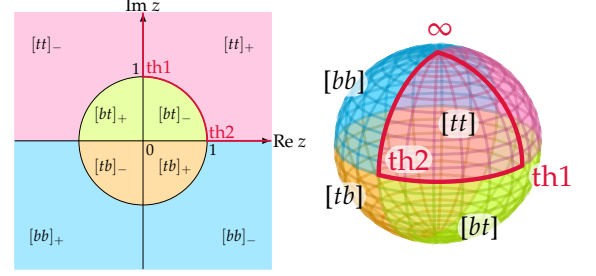 Im z
[tt]₋ [tt]₊
1 th1
[bt]₊ [bt]₋
th2
0 1 Re z
[tb]₋ [tb]₊
[bb]₊ [bb]₋
∞
[bb]
[tt]
th2
th1
[tb]
[bt]